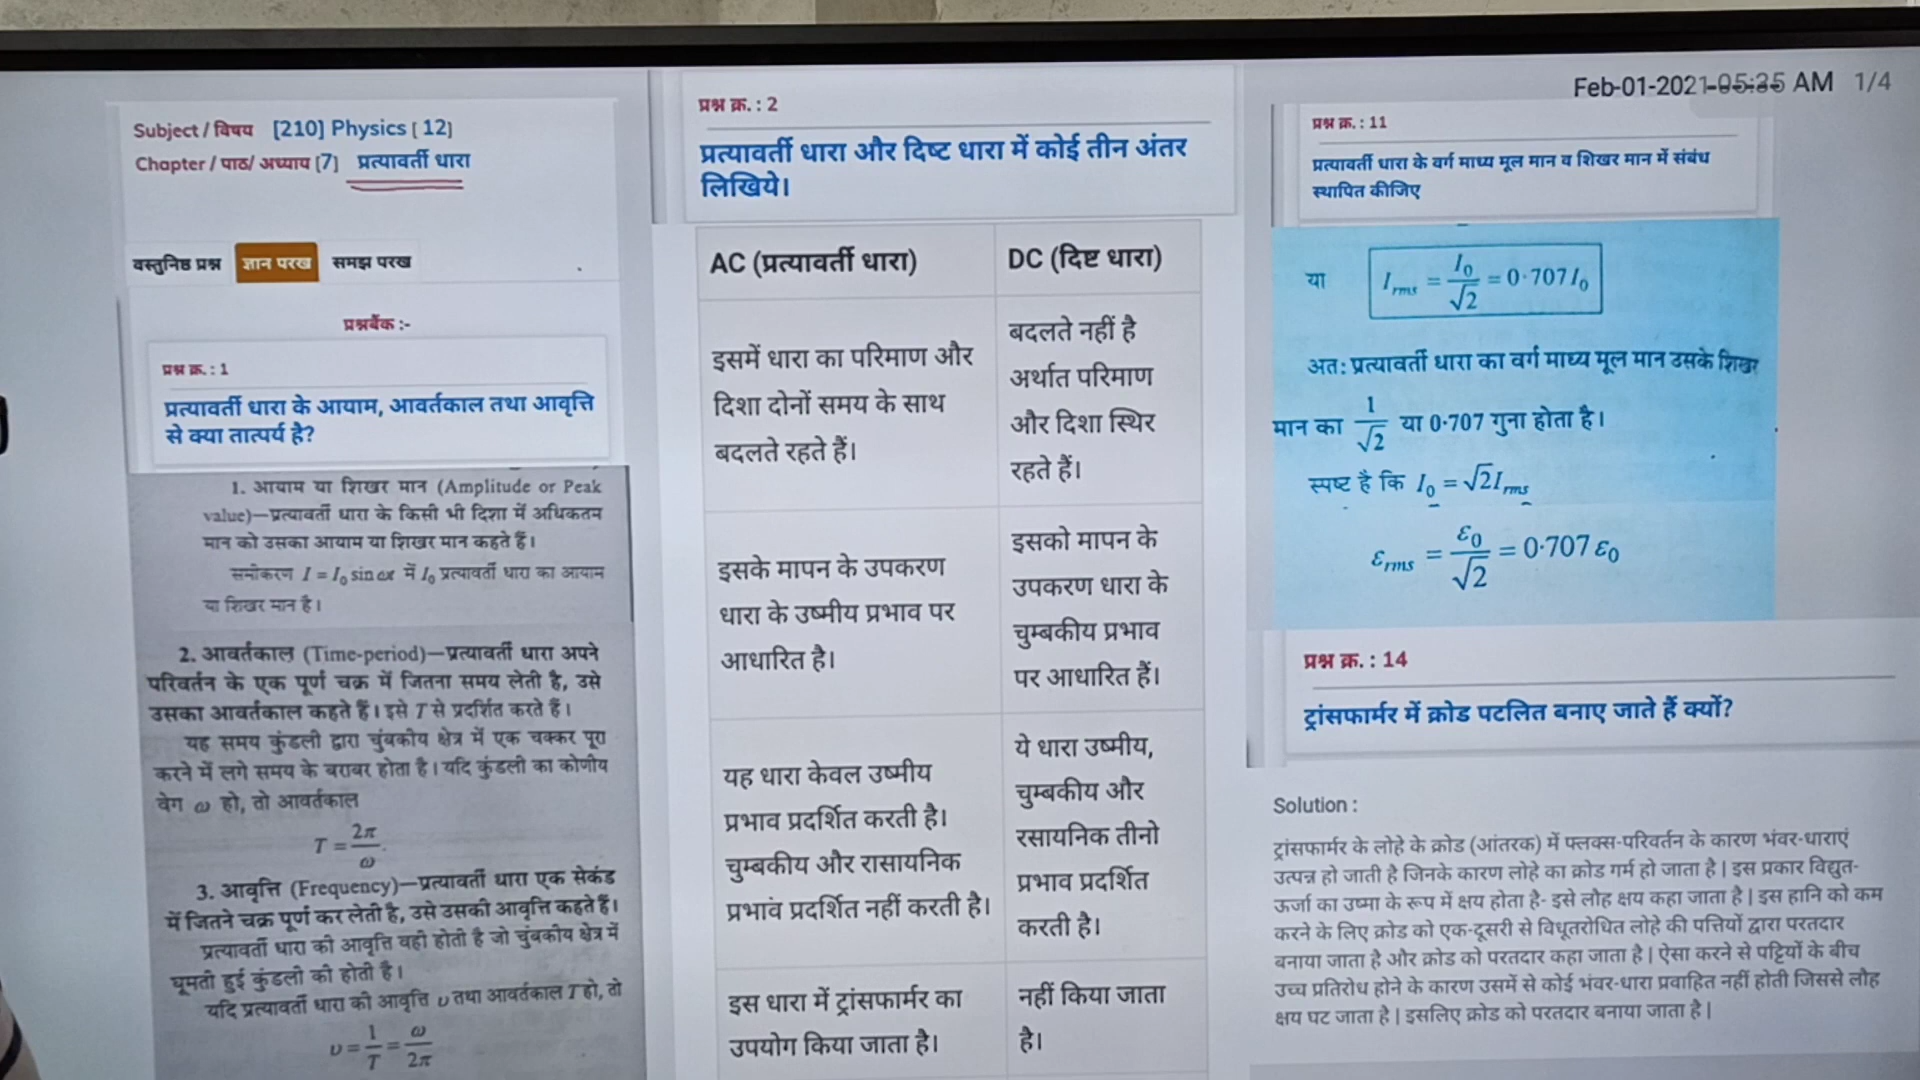 Feb-01-2021-05:35 AM 1/4
Subject / विषय [210] Physics [ 12]
Chapter / पाठ/ अध्याय [7] प्रत्यावर्ती धारा
वस्तुनिष्ठ प्रश्न ज्ञान परख समझ परख
प्रश्नबैंक :-
प्रश्न क्र. : 1
प्रत्यावर्ती धारा के आयाम, आवर्तकाल तथा आवृत्ति
से क्या तात्पर्य है?
1. आयाम या शिखर मान (Amplitude or Peak
value)—प्रत्यावर्ती धारा के किसी भी दिशा में अधिकतम
मान को उसका आयाम या शिखर मान कहते हैं।
समीकरण I = I₀ sin ωt में I₀ प्रत्यावर्ती धारा का आयाम
या शिखर मान है।
2. आवर्तकाल (Time-period)—प्रत्यावर्ती धारा अपने
परिवर्तन के एक पूर्ण चक्र में जितना समय लेती है, उसे
उसका आवर्तकाल कहते हैं। इसे T से प्रदर्शित करते हैं।
यह समय कुंडली द्वारा चुंबकीय क्षेत्र में एक चक्कर पूरा
करने में लगे समय के बराबर होता है। यदि कुंडली का कोणीय
वेग ω हो, तो आवर्तकाल
T = 2π/ω.
3. आवृत्ति (Frequency)—प्रत्यावर्ती धारा एक सेकंड
में जितने चक्र पूर्ण कर लेती है, उसे उसकी आवृत्ति कहते हैं।
प्रत्यावर्ती धारा की आवृत्ति वही होती है जो चुंबकीय क्षेत्र में
घूमती हुई कुंडली की होती है।
यदि प्रत्यावर्ती धारा की आवृत्ति υ तथा आवर्तकाल T हो, तो
υ = 1/T = ω/2π
प्रश्न क्र. : 2
प्रत्यावर्ती धारा और दिष्ट धारा में कोई तीन अंतर
लिखिये।
AC (प्रत्यावर्ती धारा)
DC (दिष्ट धारा)
इसमें धारा का परिमाण और
दिशा दोनों समय के साथ
बदलते रहते हैं।
बदलते नहीं है
अर्थात परिमाण
और दिशा स्थिर
रहते हैं।
इसके मापन के उपकरण
धारा के उष्मीय प्रभाव पर
आधारित है।
इसको मापन के
उपकरण धारा के
चुम्बकीय प्रभाव
पर आधारित हैं।
यह धारा केवल उष्मीय
प्रभाव प्रदर्शित करती है।
चुम्बकीय और रासायनिक
प्रभाव प्रदर्शित नहीं करती है।
ये धारा उष्मीय,
चुम्बकीय और
रसायनिक तीनो
प्रभाव प्रदर्शित
करती है।
इस धारा में ट्रांसफार्मर का
उपयोग किया जाता है।
नहीं किया जाता
है।
प्रश्न क्र. : 11
प्रत्यावर्ती धारा के वर्ग माध्य मूल मान व शिखर मान में संबंध
स्थापित कीजिए
या I_rms = I₀/√2 = 0·707 I₀
अत: प्रत्यावर्ती धारा का वर्ग माध्य मूल मान उसके शिखर
मान का 1/√2 या 0·707 गुना होता है।
स्पष्ट है कि I₀ = √2 I_rms
ε_rms = ε₀/√2 = 0·707 ε₀
प्रश्न क्र. : 14
ट्रांसफार्मर में क्रोड पटलित बनाए जाते हैं क्यों?
Solution :
ट्रांसफार्मर के लोहे के क्रोड (आंतरक) में फ्लक्स-परिवर्तन के कारण भंवर-धाराएं
उत्पन्न हो जाती है जिनके कारण लोहे का क्रोड गर्म हो जाता है | इस प्रकार विद्युत-
ऊर्जा का उष्मा के रूप में क्षय होता है- इसे लौह क्षय कहा जाता है | इस हानि को कम
करने के लिए क्रोड को एक-दूसरी से विधूतरोधित लोहे की पत्तियों द्वारा परतदार
बनाया जाता है और क्रोड को परतदार कहा जाता है | ऐसा करने से पट्टियों के बीच
उच्च प्रतिरोध होने के कारण उसमें से कोई भंवर-धारा प्रवाहित नहीं होती जिससे लौह
क्षय घट जाता है | इसलिए क्रोड को परतदार बनाया जाता है |